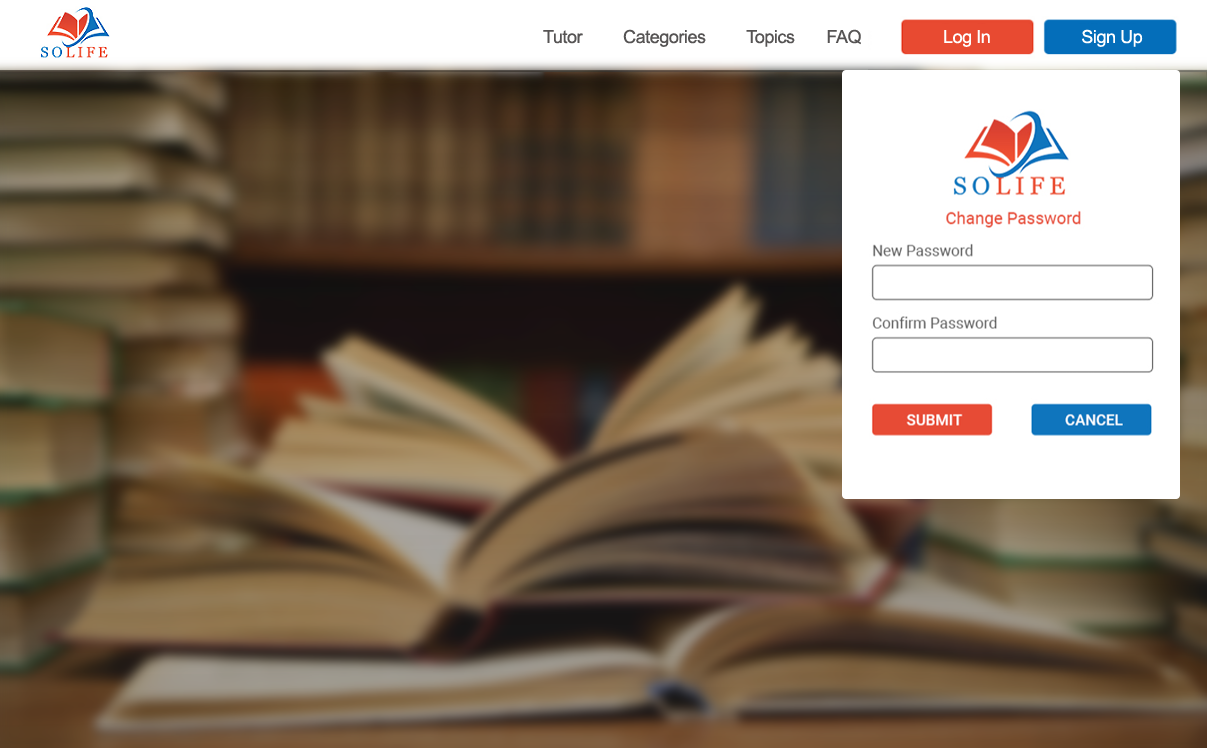 SOLIFE
Tutor Categories Topics FAQ Log In Sign Up
SOLIFE
Change Password
New Password
Confirm Password
SUBMIT CANCEL